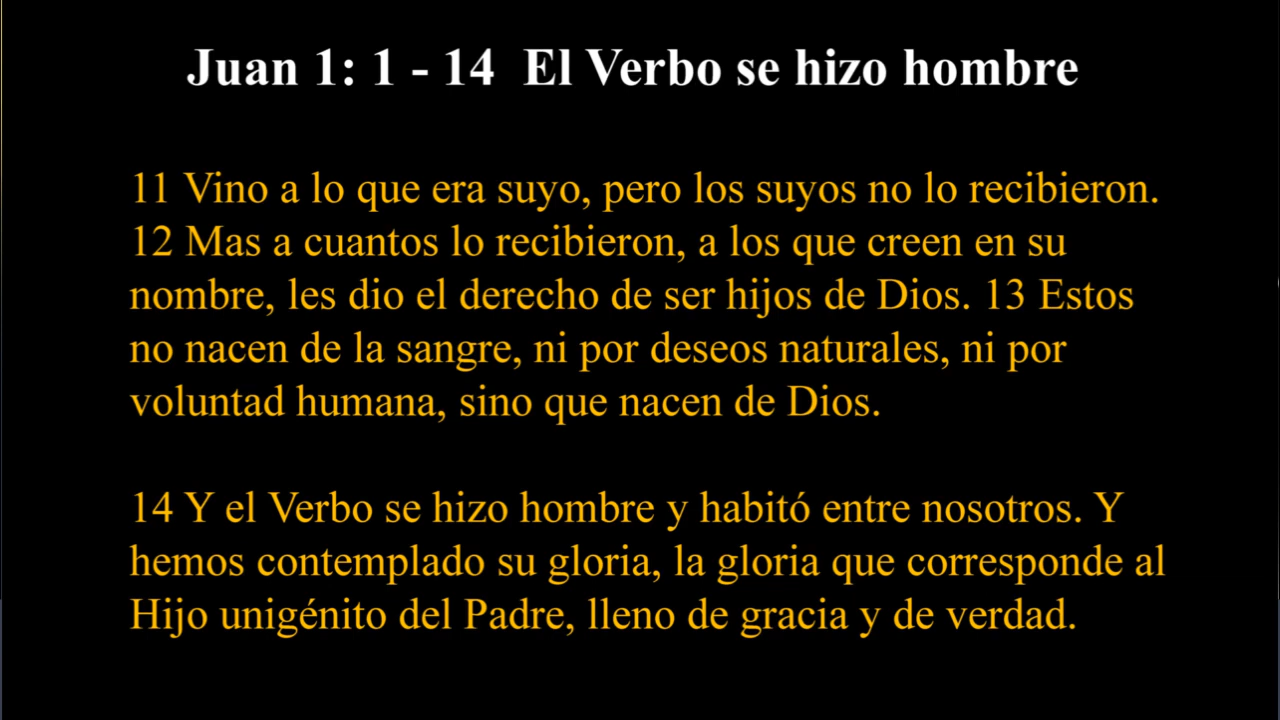 Juan 1: 1 - 14  El Verbo se hizo hombre
11 Vino a lo que era suyo, pero los suyos no lo recibieron.
12 Mas a cuantos lo recibieron, a los que creen en su
nombre, les dio el derecho de ser hijos de Dios. 13 Estos
no nacen de la sangre, ni por deseos naturales, ni por
voluntad humana, sino que nacen de Dios.
14 Y el Verbo se hizo hombre y habitó entre nosotros. Y
hemos contemplado su gloria, la gloria que corresponde al
Hijo unigénito del Padre, lleno de gracia y de verdad.